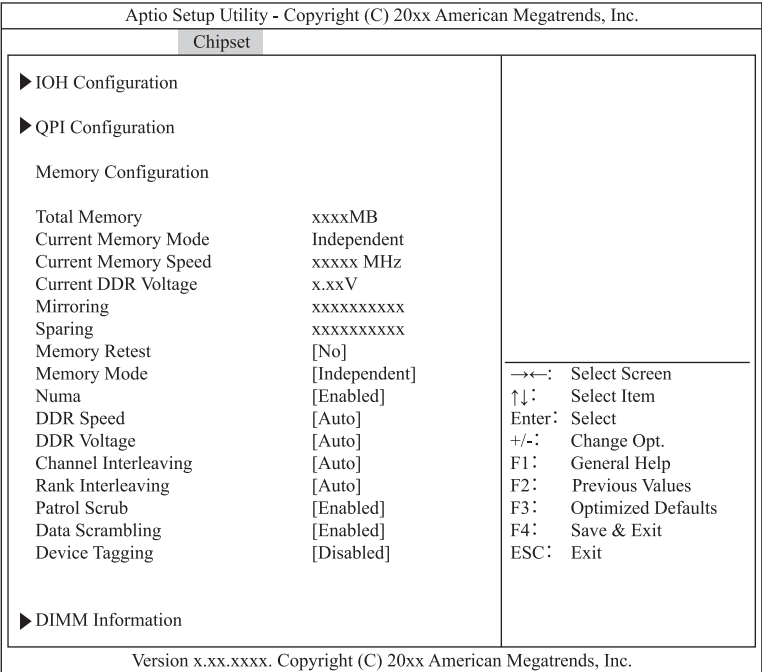 Aptio Setup Utility - Copyright (C) 20xx American Megatrends, Inc.
Chipset
▶ IOH Configuration
▶ QPI Configuration
Memory Configuration
Total Memory xxxxMB
Current Memory Mode Independent
Current Memory Speed xxxxx MHz
Current DDR Voltage x.xxV
Mirroring xxxxxxxxxx
Sparing xxxxxxxxxx
Memory Retest [No]
Memory Mode [Independent]
Numa [Enabled]
DDR Speed [Auto]
DDR Voltage [Auto]
Channel Interleaving [Auto]
Rank Interleaving [Auto]
Patrol Scrub [Enabled]
Data Scrambling [Enabled]
Device Tagging [Disabled]
▶ DIMM Information
→←: Select Screen
↑↓: Select Item
Enter: Select
+/-: Change Opt.
F1: General Help
F2: Previous Values
F3: Optimized Defaults
F4: Save & Exit
ESC: Exit
Version x.xx.xxxx. Copyright (C) 20xx American Megatrends, Inc.